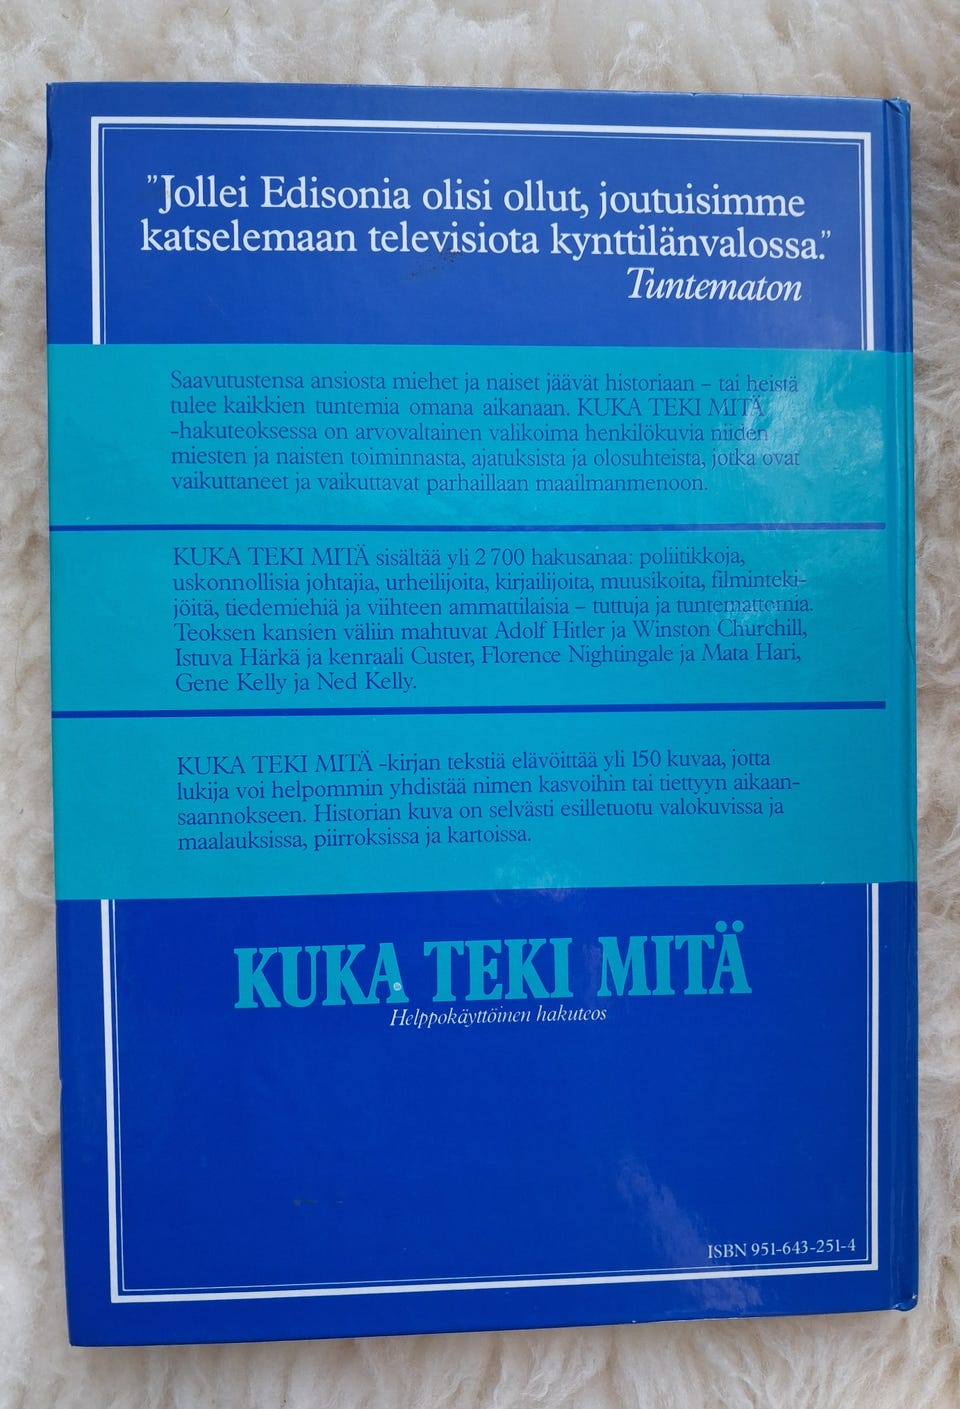 ”Jollei Edisonia olisi ollut, joutuisimme
katselemaan televisiota kynttilänvalossa.”
Tuntematon
Saavutustensa ansiosta miehet ja naiset jäävät historiaan – tai heistä
tulee kaikkien tuntemia omana aikanaan. KUKA TEKI MITÄ
-hakuteoksessa on arvovaltainen valikoima henkilökuvia niiden
miesten ja naisten toiminnasta, ajatuksista ja olosuhteista, jotka ovat
vaikuttaneet ja vaikuttavat parhaillaan maailmanmenoon.
KUKA TEKI MITÄ sisältää yli 2 700 hakusanaa: poliitikkoja,
uskonnollisia johtajia, urheilijoita, kirjailijoita, muusikoita, filminteki-
jöitä, tiedemiehiä ja viihteen ammattilaisia – tuttuja ja tuntemattomia.
Teoksen kansien väliin mahtuvat Adolf Hitler ja Winston Churchill,
Istuva Härkä ja kenraali Custer, Florence Nightingale ja Mata Hari,
Gene Kelly ja Ned Kelly.
KUKA TEKI MITÄ -kirjan tekstiä elävöittää yli 150 kuvaa, jotta
lukija voi helpommin yhdistää nimen kasvoihin tai tiettyyn aikaan-
saannokseen. Historian kuva on selvästi esilletuotu valokuvissa ja
maalauksissa, piirroksissa ja kartoissa.
KUKA TEKI MITÄ
Helppokäyttöinen hakuteos
ISBN 951-643-251-4